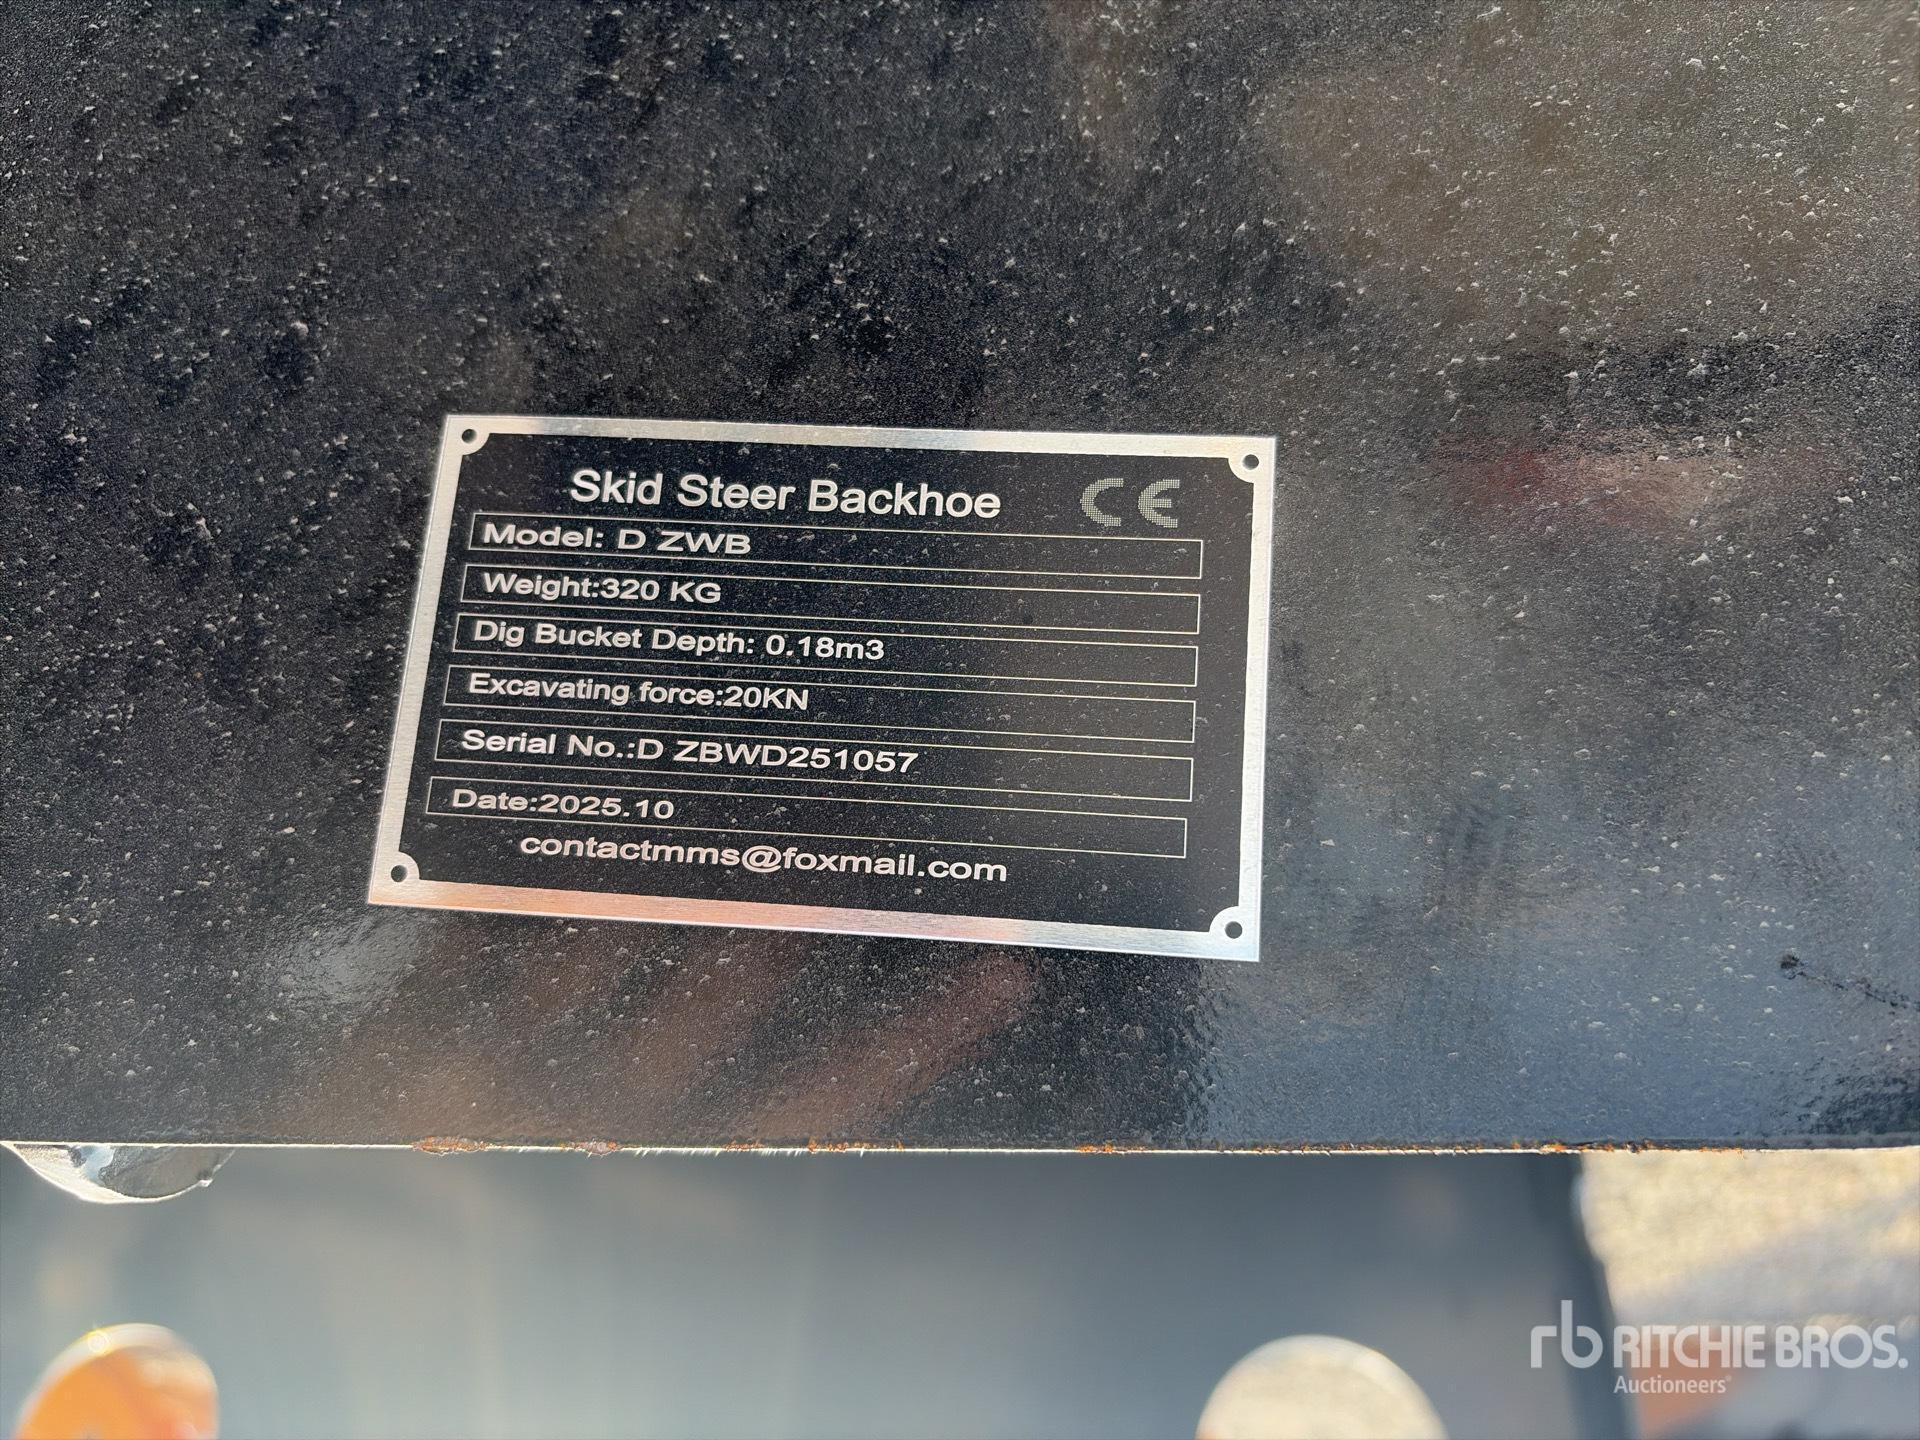 Skid Steer Backhoe CE
Model: D ZWB
Weight:320 KG
Dig Bucket Depth: 0.18m3
Excavating force:20KN
Serial No.:D ZBWD251057
Date:2025.10
contactmms@foxmail.com
rb RITCHIE BROS.
Auctioneers